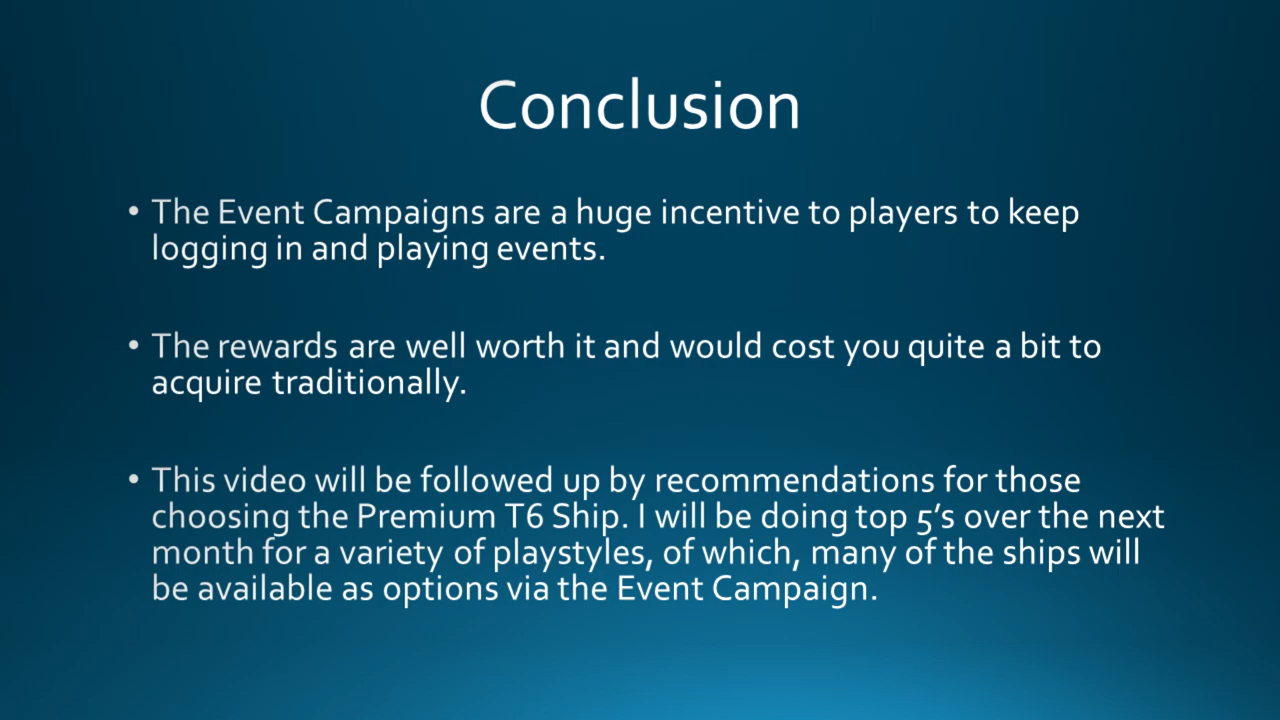 Conclusion
• The Event Campaigns are a huge incentive to players to keep
logging in and playing events.
• The rewards are well worth it and would cost you quite a bit to
acquire traditionally.
• This video will be followed up by recommendations for those
choosing the Premium T6 Ship. I will be doing top 5’s over the next
month for a variety of playstyles, of which, many of the ships will
be available as options via the Event Campaign.